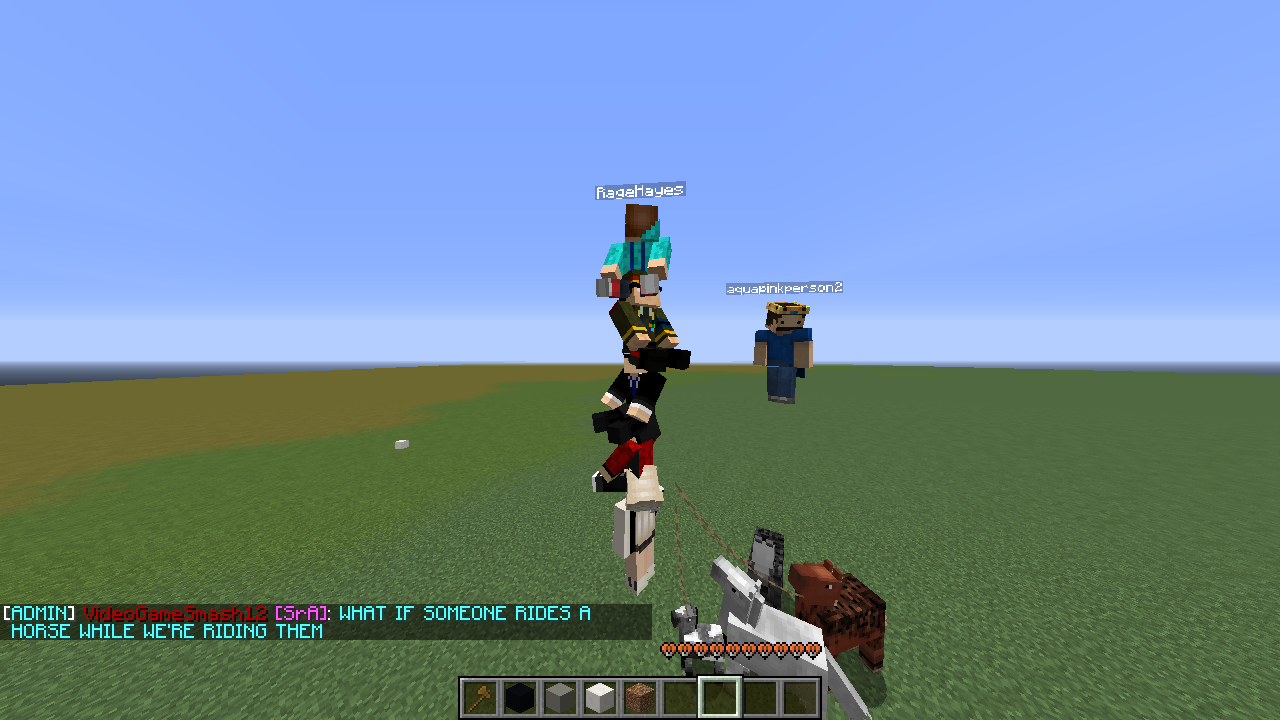 RageHayes
aquapinkperson2
[ADMIN] VideoGameSmash12 [SrA]: WHAT IF SOMEONE RIDES A
HORSE WHILE WE'RE RIDING THEM